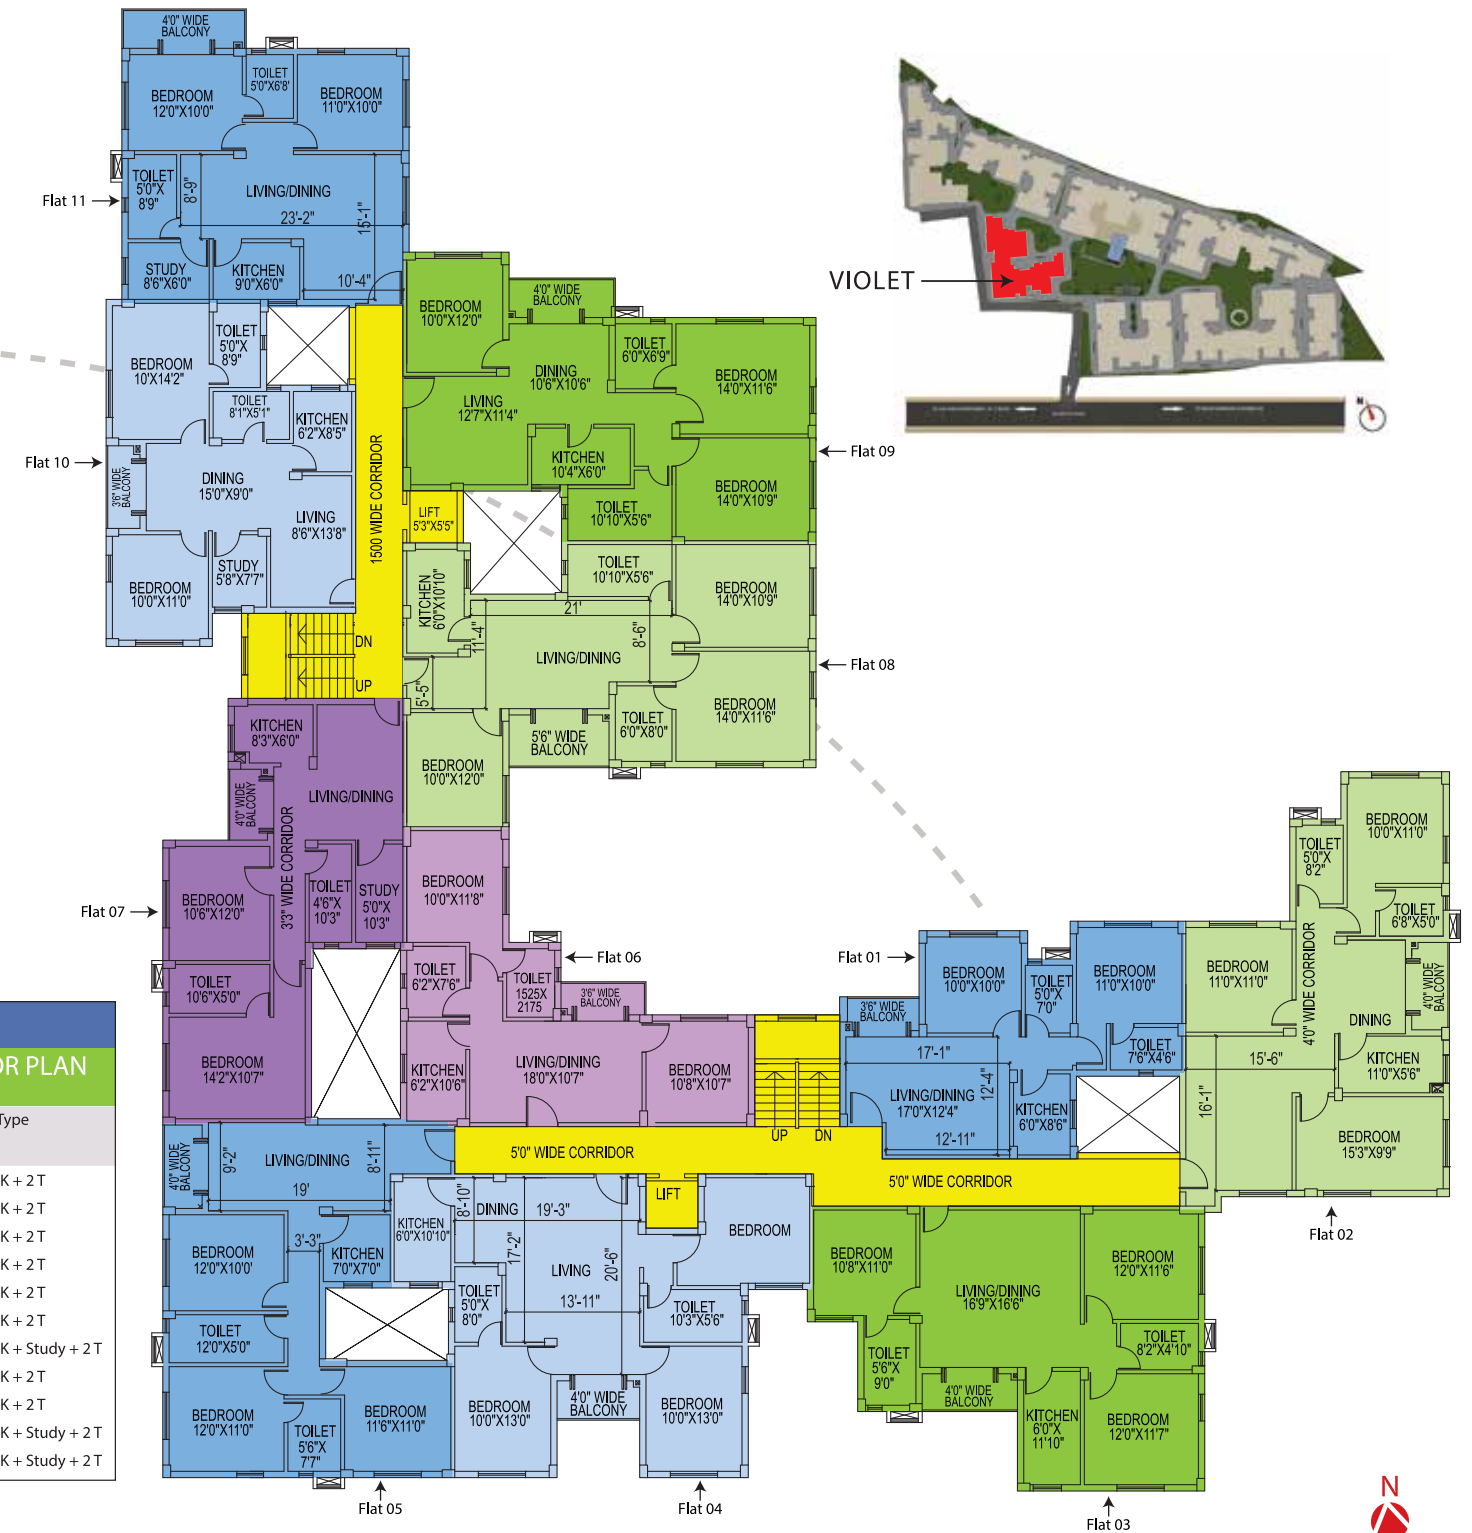 4'0" WIDE
BALCONY
BEDROOM
12'0"X10'0"
TOILET
5'0"X6'8'
BEDROOM
11'0"X10'0"
TOILET
5'0"X
8'9"
8'-9"
LIVING/DINING
23'-2"
15'-1"
Flat 11
STUDY
8'6"X6'0"
KITCHEN
9'0"X6'0"
10'-4"
VIOLET
N
BEDROOM
10'0"X12'0"
4'0" WIDE
BALCONY
TOILET
6'0"X6'9"
BEDROOM
14'0"X11'6"
DINING
10'6"X10'6"
LIVING
12'7"X11'4"
KITCHEN
10'4"X6'0"
BEDROOM
14'0"X10'9"
TOILET
10'10"X5'6"
Flat 09
BEDROOM
10'X14'2"
TOILET
5'0"X
8'9"
TOILET
8'1"X5'1"
KITCHEN
6'2"X8'5"
Flat 10
3'6" WIDE
BALCONY
DINING
15'0"X9'0"
LIVING
8'6"X13'8"
BEDROOM
10'0"X11'0"
STUDY
5'8"X7'7"
1500 WIDE CORRIDOR
LIFT
5'3"X5'5"
DN
UP
KITCHEN
6'0"X10'10"
TOILET
10'10"X5'6"
BEDROOM
14'0"X10'9"
21'
11'-4"
8'-6"
LIVING/DINING
5'-5"
BEDROOM
14'0"X11'6"
TOILET
6'0"X8'0"
5'6" WIDE
BALCONY
BEDROOM
10'0"X12'0"
Flat 08
KITCHEN
8'3"X6'0"
4'0" WIDE
BALCONY
LIVING/DINING
3'3" WIDE CORRIDOR
BEDROOM
10'6"X12'0"
TOILET
4'6"X
10'3"
STUDY
5'0"X
10'3"
Flat 07
TOILET
10'6"X5'0"
BEDROOM
14'2"X10'7"
BEDROOM
10'0"X11'8"
Flat 06
TOILET
6'2"X7'6"
TOILET
1525X
2175
3'6" WIDE
BALCONY
KITCHEN
6'2"X10'6"
LIVING/DINING
18'0"X10'7"
BEDROOM
10'8"X10'7"
UP
DN
Flat 01
BEDROOM
10'0"X10'0"
TOILET
5'0"X
7'0"
BEDROOM
11'0"X10'0"
3'6" WIDE
BALCONY
17'-1"
12'-4"
TOILET
7'6"X4'6"
LIVING/DINING
17'0"X12'4"
KITCHEN
6'0"X8'6"
12'-11"
BEDROOM
10'0"X11'0"
TOILET
5'0"X
8'2"
TOILET
6'8"X5'0"
BEDROOM
11'0"X11'0"
4'0" WIDE CORRIDOR
4'0" WIDE
BALCONY
DINING
15'-6"
KITCHEN
11'0"X5'6"
16'-1"
BEDROOM
15'3"X9'9"
Flat 02
5'0" WIDE CORRIDOR
5'0" WIDE CORRIDOR
LIFT
4'0" WIDE
BALCONY
9'-2"
LIVING/DINING
8'-11"
19'
BEDROOM
12'0"X10'0'
3'-3"
KITCHEN
7'0"X7'0"
TOILET
12'0"X5'0"
BEDROOM
12'0"X11'0"
TOILET
5'6"X
7'7"
BEDROOM
11'6"X11'0"
Flat 05
KITCHEN
6'0"X10'10"
8'-10"
DINING
19'-3"
17'-2"
LIVING
20'-6"
13'-11"
BEDROOM
TOILET
5'0"X
8'0"
TOILET
10'3"X5'6"
BEDROOM
10'0"X13'0"
4'0" WIDE
BALCONY
BEDROOM
10'0"X13'0"
Flat 04
BEDROOM
10'8"X11'0"
LIVING/DINING
16'9"X16'6"
BEDROOM
12'0"X11'6"
TOILET
5'6"X
9'0"
TOILET
8'2"X4'10"
4'0" WIDE
BALCONY
KITCHEN
6'0"X
11'10"
BEDROOM
12'0"X11'7"
Flat 03
OR PLAN
Type
K + 2 T
K + 2 T
K + 2 T
K + 2 T
K + 2 T
K + 2 T
K + Study + 2 T
K + 2 T
K + 2 T
K + Study + 2 T
K + Study + 2 T
N